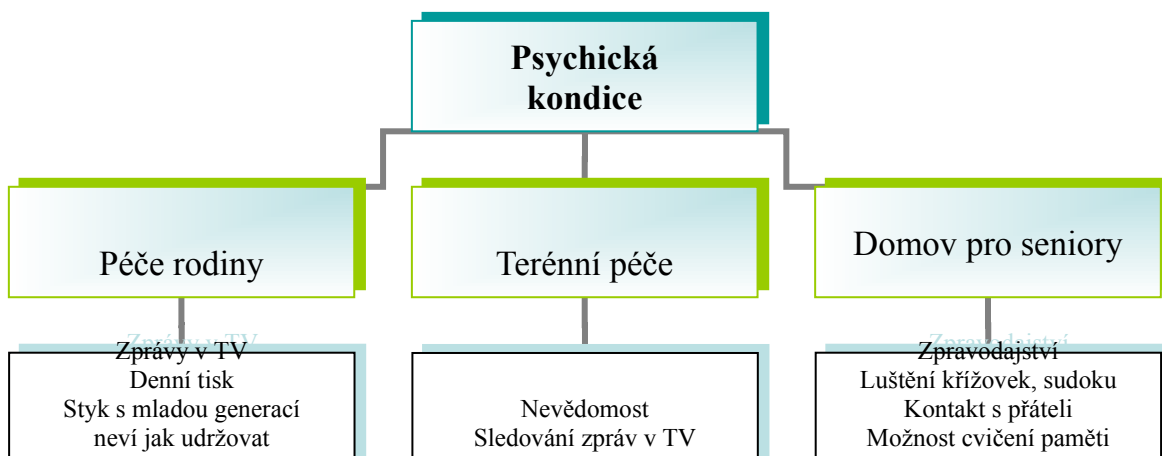 Psychická
kondice
Péče rodiny
Terénní péče
Domov pro seniory
Zprávy v TV
Denní tisk
Styk s mladou generací
neví jak udržovat
Nevědomost
Sledování zpráv v TV
Zpravodajství
Luštění křížovek, sudoku
Kontakt s přáteli
Možnost cvičení paměti